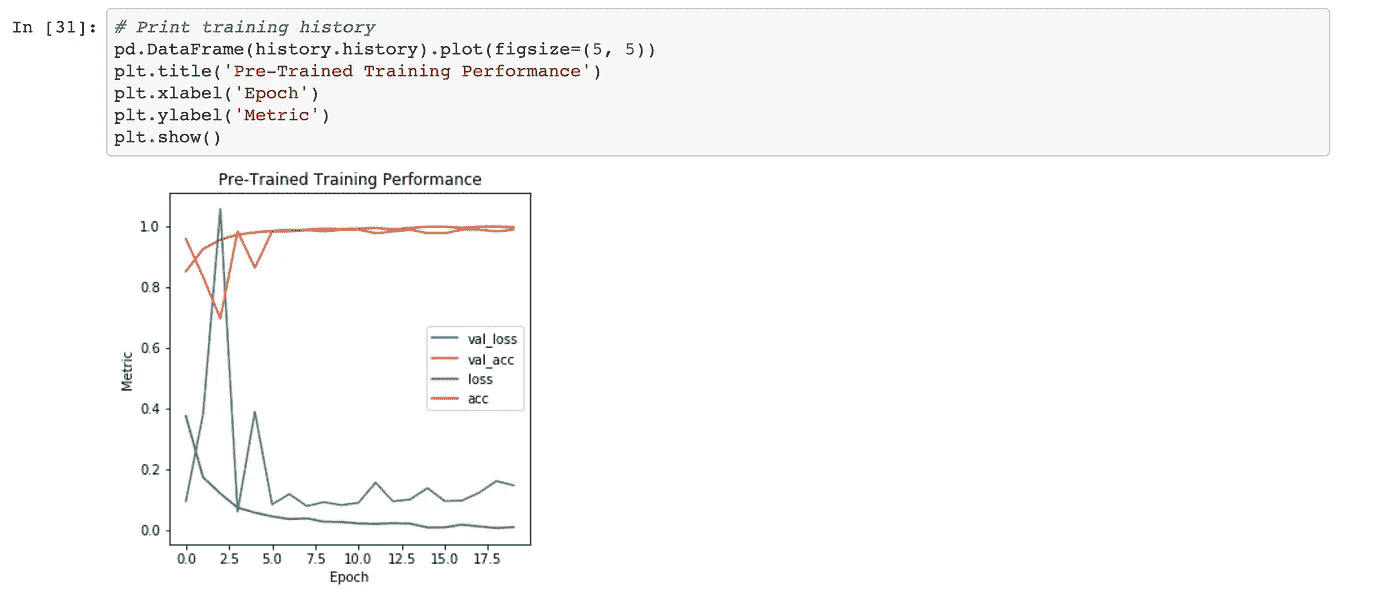 In [31]:
# Print training history
pd.DataFrame(history.history).plot(figsize=(5, 5))
plt.title('Pre-Trained Training Performance')
plt.xlabel('Epoch')
plt.ylabel('Metric')
plt.show()
Pre-Trained Training Performance
1.0
0.8
0.6
0.4
0.2
0.0
Metric
val_loss
val_acc
loss
acc
0.0 2.5 5.0 7.5 10.0 12.5 15.0 17.5
Epoch